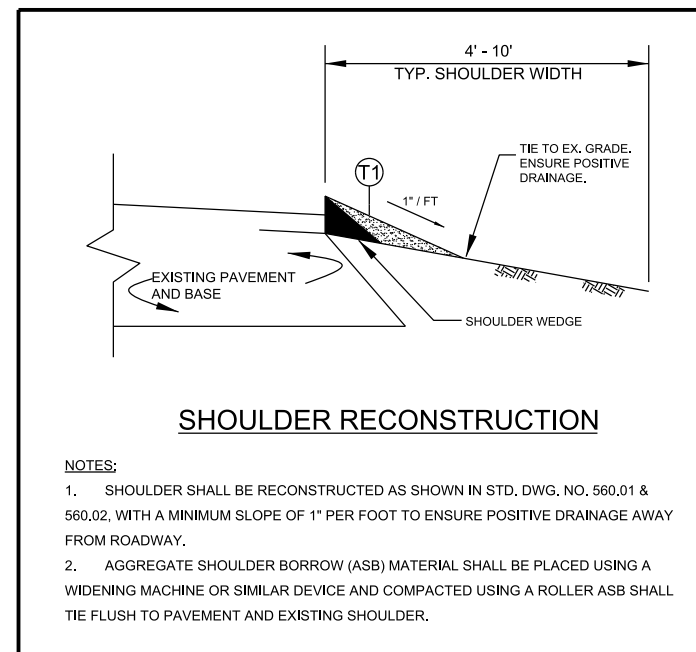 4' - 10'
TYP. SHOULDER WIDTH
TIE TO EX. GRADE.
ENSURE POSITIVE
DRAINAGE.
T1
1" / FT
EXISTING PAVEMENT
AND BASE
SHOULDER WEDGE
SHOULDER RECONSTRUCTION
NOTES:
1. SHOULDER SHALL BE RECONSTRUCTED AS SHOWN IN STD. DWG. NO. 560.01 &
560.02, WITH A MINIMUM SLOPE OF 1" PER FOOT TO ENSURE POSITIVE DRAINAGE AWAY
FROM ROADWAY.
2. AGGREGATE SHOULDER BORROW (ASB) MATERIAL SHALL BE PLACED USING A
WIDENING MACHINE OR SIMILAR DEVICE AND COMPACTED USING A ROLLER ASB SHALL
TIE FLUSH TO PAVEMENT AND EXISTING SHOULDER.